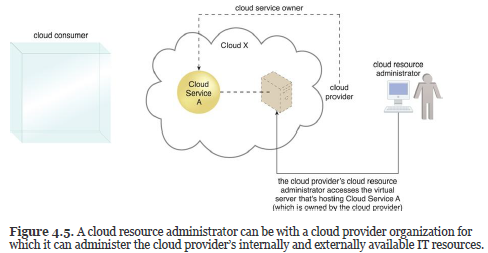 cloud service owner
cloud consumer
Cloud X
cloud resource
administrator
Cloud
Service
A
cloud
provider
the cloud provider's cloud resource
administrator accesses the virtual
server that's hosting Cloud Service A
(which is owned by the cloud provider)
Figure 4.5. A cloud resource administrator can be with a cloud provider organization for
which it can administer the cloud provider's internally and externally available IT resources.